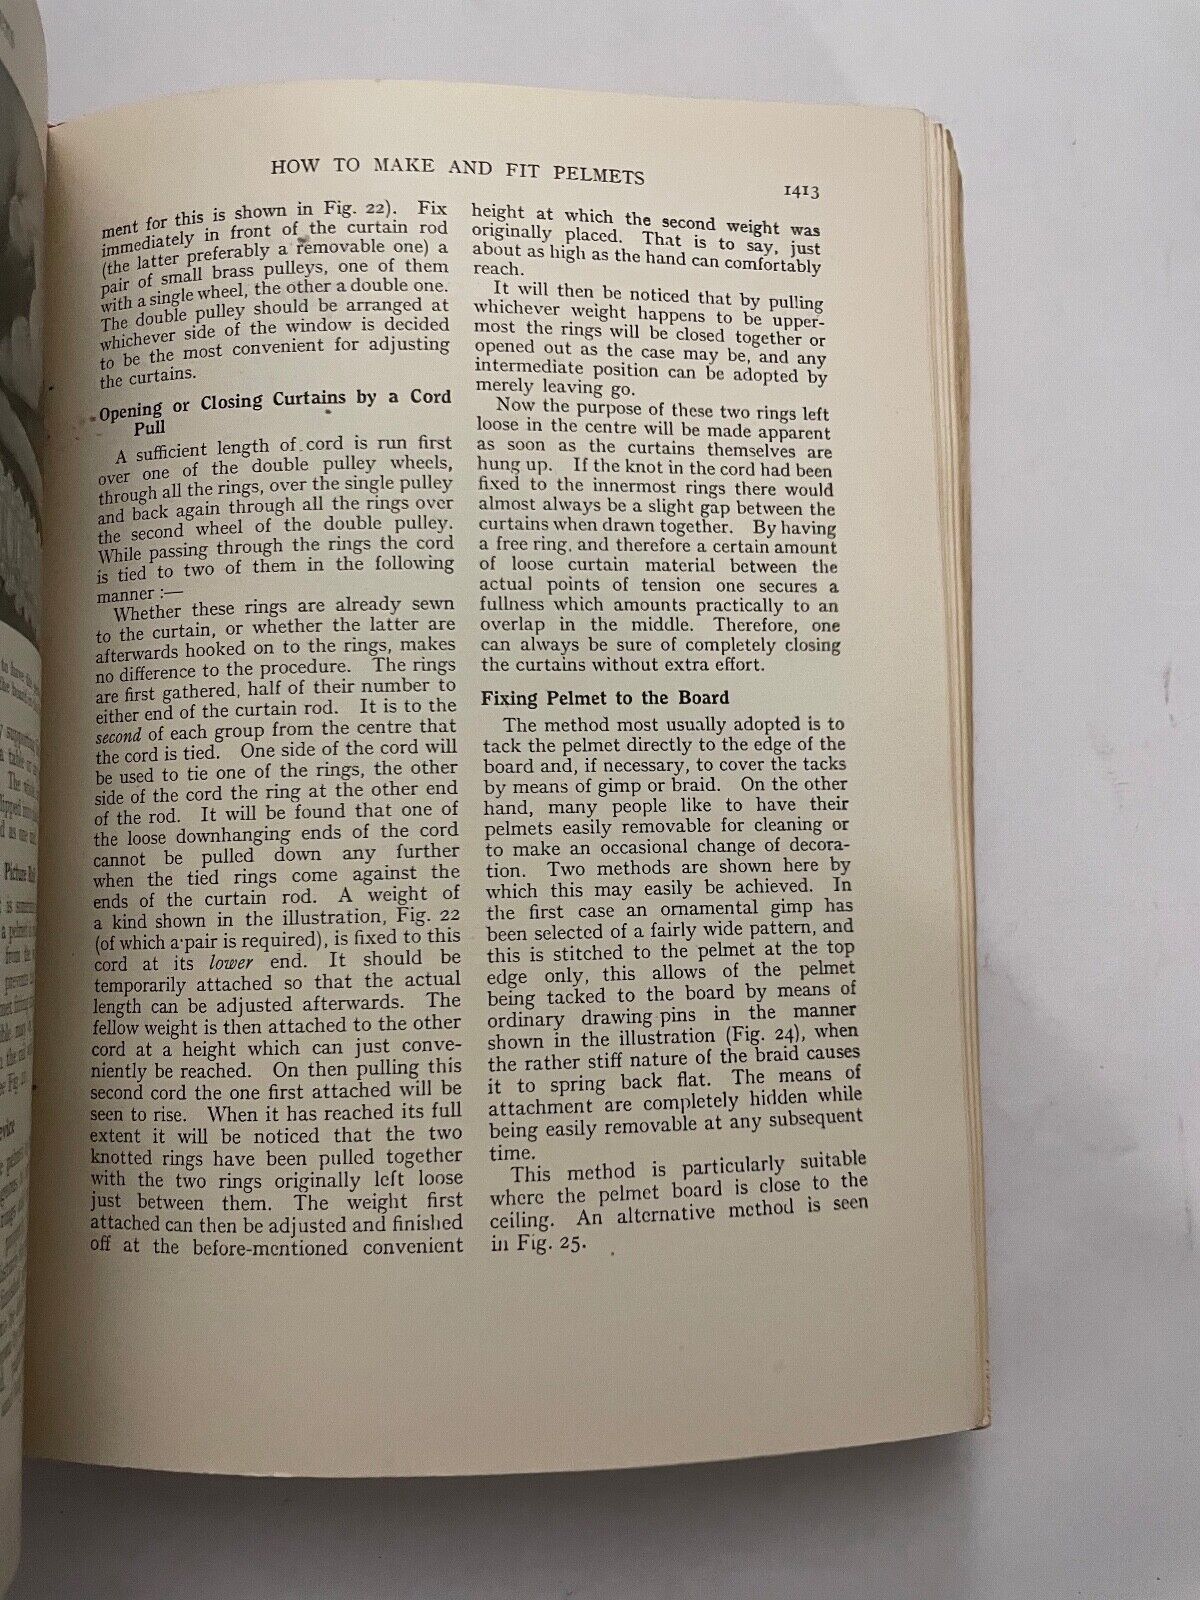 HOW TO MAKE AND FIT PELMETS
1413
ment for this is shown in Fig. 22). Fix
immediately in front of the curtain rod
(the latter preferably a removable one) a
pair of small brass pulleys, one of them
with a single wheel, the other a double one.
The double pulley should be arranged at
whichever side of the window is decided
to be the most convenient for adjusting
the curtains.
Opening or Closing Curtains by a Cord
Pull
A sufficient length of cord is run first
over one of the double pulley wheels,
through all the rings, over the single pulley
and back again through all the rings over
the second wheel of the double pulley.
While passing through the rings the cord
is tied to two of them in the following
manner :—
Whether these rings are already sewn
to the curtain, or whether the latter are
afterwards hooked on to the rings, makes
no difference to the procedure. The rings
are first gathered, half of their number to
either end of the curtain rod. It is to the
second of each group from the centre that
the cord is tied. One side of the cord will
be used to tie one of the rings, the other
side of the cord the ring at the other end
of the rod. It will be found that one of
the loose downhanging ends of the cord
cannot be pulled down any further
when the tied rings come against the
ends of the curtain rod. A weight of
a kind shown in the illustration, Fig. 22
(of which a pair is required), is fixed to this
cord at its lower end. It should be
temporarily attached so that the actual
length can be adjusted afterwards. The
fellow weight is then attached to the other
cord at a height which can just conve-
niently be reached. On then pulling this
second cord the one first attached will be
seen to rise. When it has reached its full
extent it will be noticed that the two
knotted rings have been pulled together
with the two rings originally left loose
just between them. The weight first
attached can then be adjusted and finished
off at the before-mentioned convenient
height at which the second weight was
originally placed. That is to say, just
about as high as the hand can comfortably
reach.
It will then be noticed that by pulling
whichever weight happens to be upper-
most the rings will be closed together or
opened out as the case may be, and any
intermediate position can be adopted by
merely leaving go.
Now the purpose of these two rings left
loose in the centre will be made apparent
as soon as the curtains themselves are
hung up. If the knot in the cord had been
fixed to the innermost rings there would
almost always be a slight gap between the
curtains when drawn together. By having
a free ring, and therefore a certain amount
of loose curtain material between the
actual points of tension one secures a
fullness which amounts practically to an
overlap in the middle. Therefore, one
can always be sure of completely closing
the curtains without extra effort.
Fixing Pelmet to the Board
The method most usually adopted is to
tack the pelmet directly to the edge of the
board and, if necessary, to cover the tacks
by means of gimp or braid. On the other
hand, many people like to have their
pelmets easily removable for cleaning or
to make an occasional change of decora-
tion. Two methods are shown here by
which this may easily be achieved. In
the first case an ornamental gimp has
been selected of a fairly wide pattern, and
this is stitched to the pelmet at the top
edge only, this allows of the pelmet
being tacked to the board by means of
ordinary drawing-pins in the manner
shown in the illustration (Fig. 24), when
the rather stiff nature of the braid causes
it to spring back flat. The means of
attachment are completely hidden while
being easily removable at any subsequent
time.
This method is particularly suitable
where the pelmet board is close to the
ceiling. An alternative method is seen
in Fig. 25.